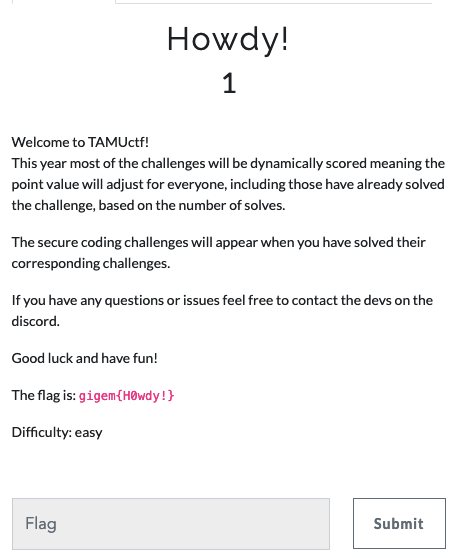 Howdy!
1
Welcome to TAMUctf!
This year most of the challenges will be dynamically scored meaning the
point value will adjust for everyone, including those have already solved
the challenge, based on the number of solves.
The secure coding challenges will appear when you have solved their
corresponding challenges.
If you have any questions or issues feel free to contact the devs on the
discord.
Good luck and have fun!
The flag is: gigem{H0wdy!}
Difficulty: easy
Flag
Submit